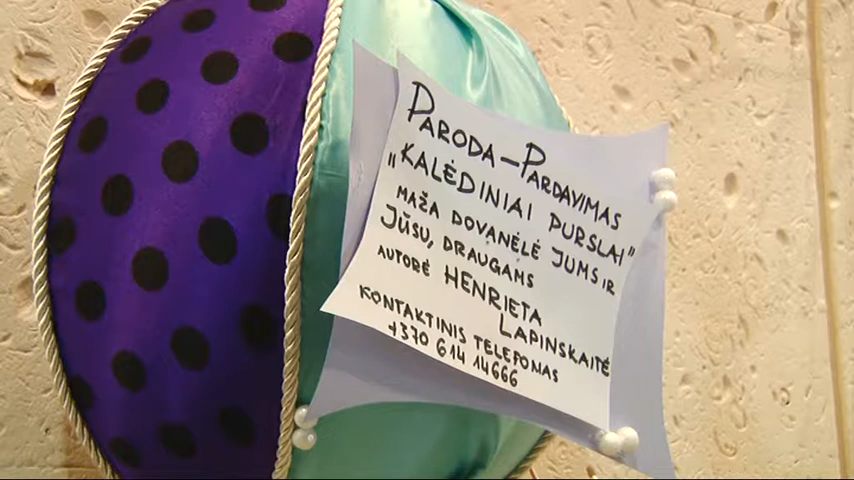 PARODA-PARDAVIMAS
"KALĖDINIAI PURSLAI"
MAŽA DOVANĖLĖ JUMS IR
JŪSŲ, DRAUGAMS
AUTORĖ HENRIETA
LAPINSKAITĖ
KONTAKTINIS TELEFONAS
+370 614 14666